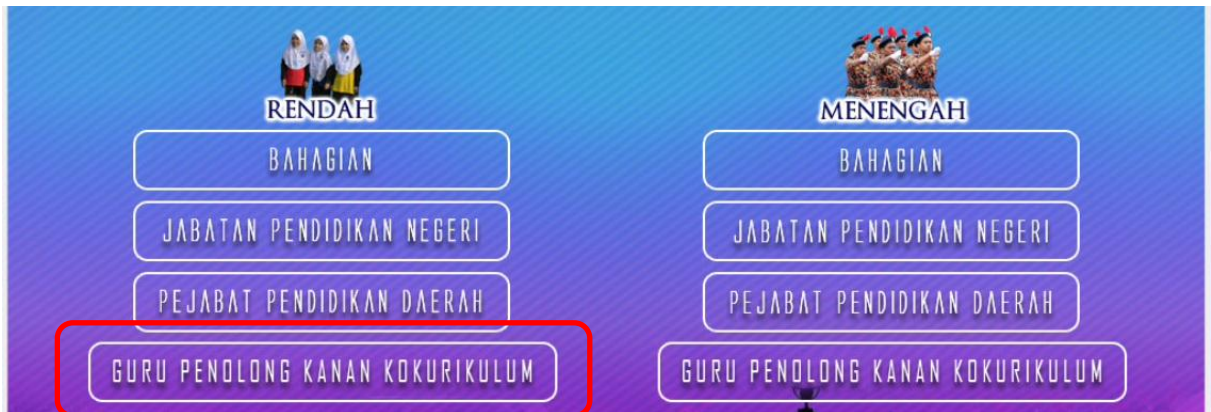 RENDAH
BAHAGIAN
JABATAN PENDIDIKAN NEGERI
PEJABAT PENDIDIKAN DAERAH
GURU PENOLONG KANAN KOKURIKULUM
MENENGAH
BAHAGIAN
JABATAN PENDIDIKAN NEGERI
PEJABAT PENDIDIKAN DAERAH
GURU PENOLONG KANAN KOKURIKULUM